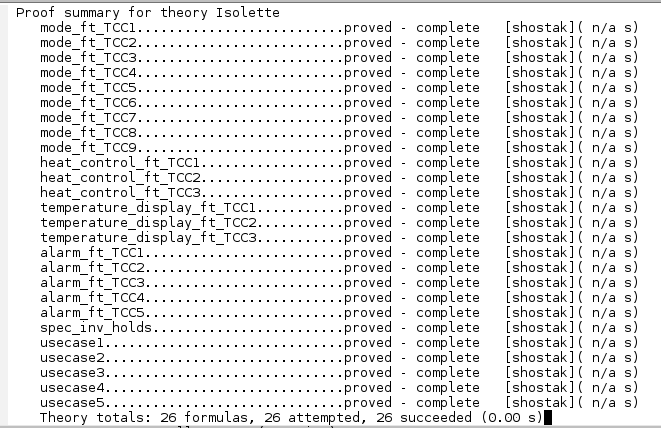 Proof summary for theory Isolette
mode_ft_TCC1..........................proved - complete [shostak]( n/a s)
mode_ft_TCC2..........................proved - complete [shostak]( n/a s)
mode_ft_TCC3..........................proved - complete [shostak]( n/a s)
mode_ft_TCC4..........................proved - complete [shostak]( n/a s)
mode_ft_TCC5..........................proved - complete [shostak]( n/a s)
mode_ft_TCC6..........................proved - complete [shostak]( n/a s)
mode_ft_TCC7..........................proved - complete [shostak]( n/a s)
mode_ft_TCC8..........................proved - complete [shostak]( n/a s)
mode_ft_TCC9..........................proved - complete [shostak]( n/a s)
heat_control_ft_TCC1..................proved - complete [shostak]( n/a s)
heat_control_ft_TCC2..................proved - complete [shostak]( n/a s)
heat_control_ft_TCC3..................proved - complete [shostak]( n/a s)
temperature_display_ft_TCC1...........proved - complete [shostak]( n/a s)
temperature_display_ft_TCC2...........proved - complete [shostak]( n/a s)
temperature_display_ft_TCC3...........proved - complete [shostak]( n/a s)
alarm_ft_TCC1.........................proved - complete [shostak]( n/a s)
alarm_ft_TCC2.........................proved - complete [shostak]( n/a s)
alarm_ft_TCC3.........................proved - complete [shostak]( n/a s)
alarm_ft_TCC4.........................proved - complete [shostak]( n/a s)
alarm_ft_TCC5.........................proved - complete [shostak]( n/a s)
spec_inv_holds........................proved - complete [shostak]( n/a s)
usecase1..............................proved - complete [shostak]( n/a s)
usecase2..............................proved - complete [shostak]( n/a s)
usecase3..............................proved - complete [shostak]( n/a s)
usecase4..............................proved - complete [shostak]( n/a s)
usecase5..............................proved - complete [shostak]( n/a s)
Theory totals: 26 formulas, 26 attempted, 26 succeeded (0.00 s)